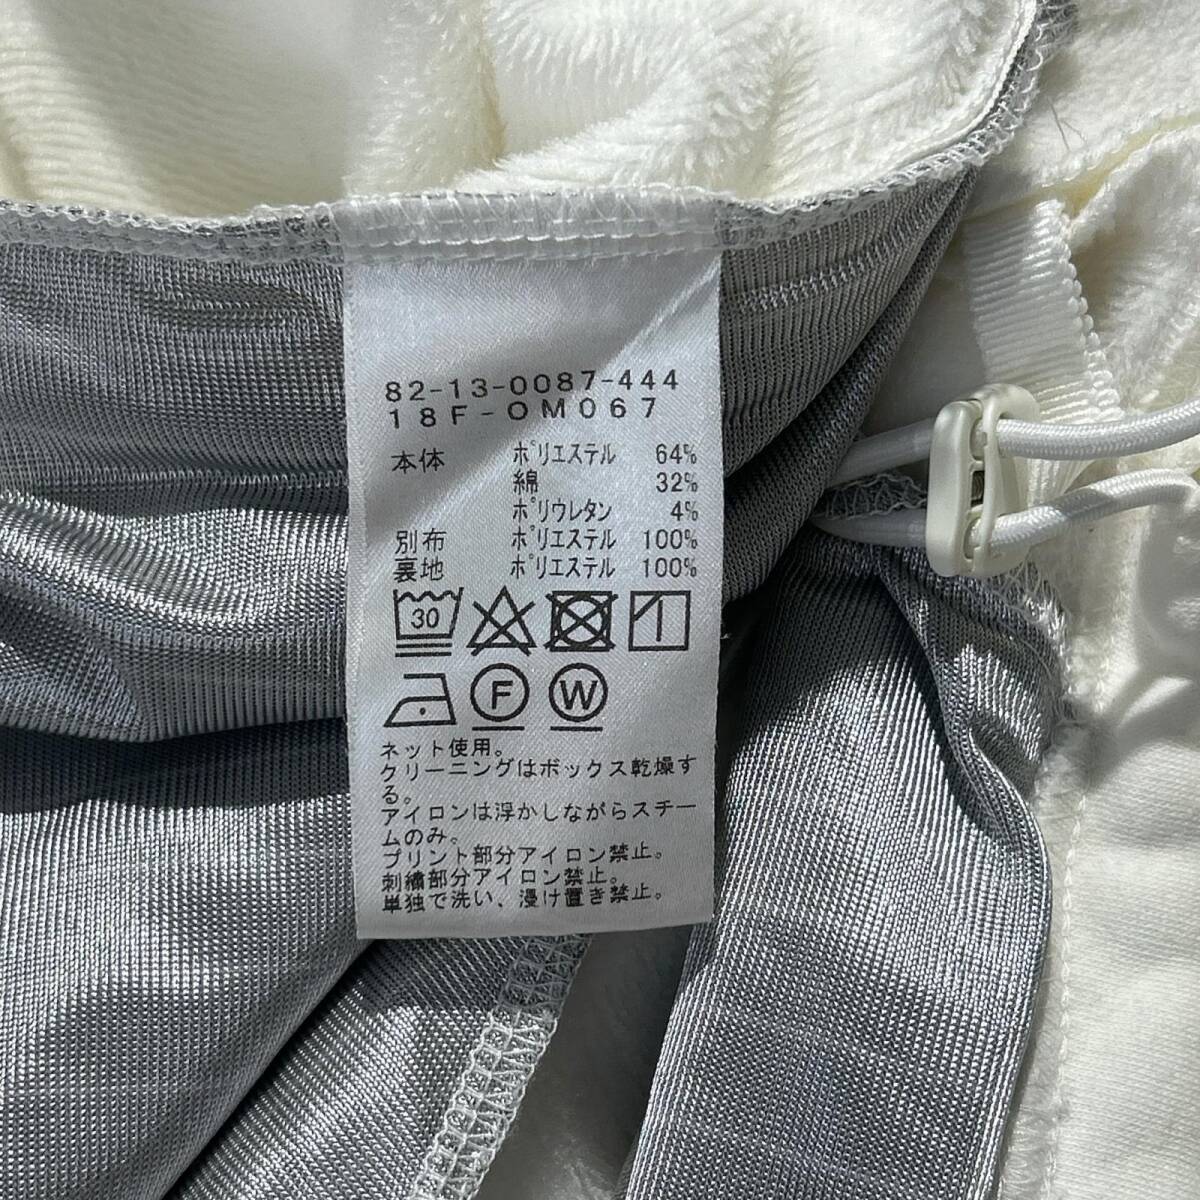 82-13-0087-444
18F-OM067
本体 ポリエステル 64%
綿 32%
ポリウレタン 4%
別布 ポリエステル 100%
裏地 ポリエステル 100%
30
F W
ネット使用。
クリーニングはボックス乾燥す
る。
アイロンは浮かしながらスチー
ムのみ。
プリント部分アイロン禁止。
刺繍部分アイロン禁止。
単独で洗い、浸け置き禁止。